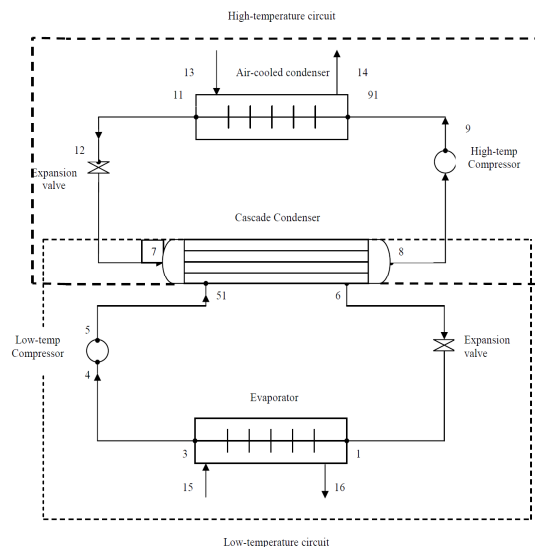 High-temperature circuit
13
Air-cooled condenser
14
11
91
9
12
High-temp
Compressor
Expansion
valve
Cascade Condenser
7
8
51
6
5
Low-temp
Compressor
Expansion
valve
4
Evaporator
3
1
15
16
Low-temperature circuit